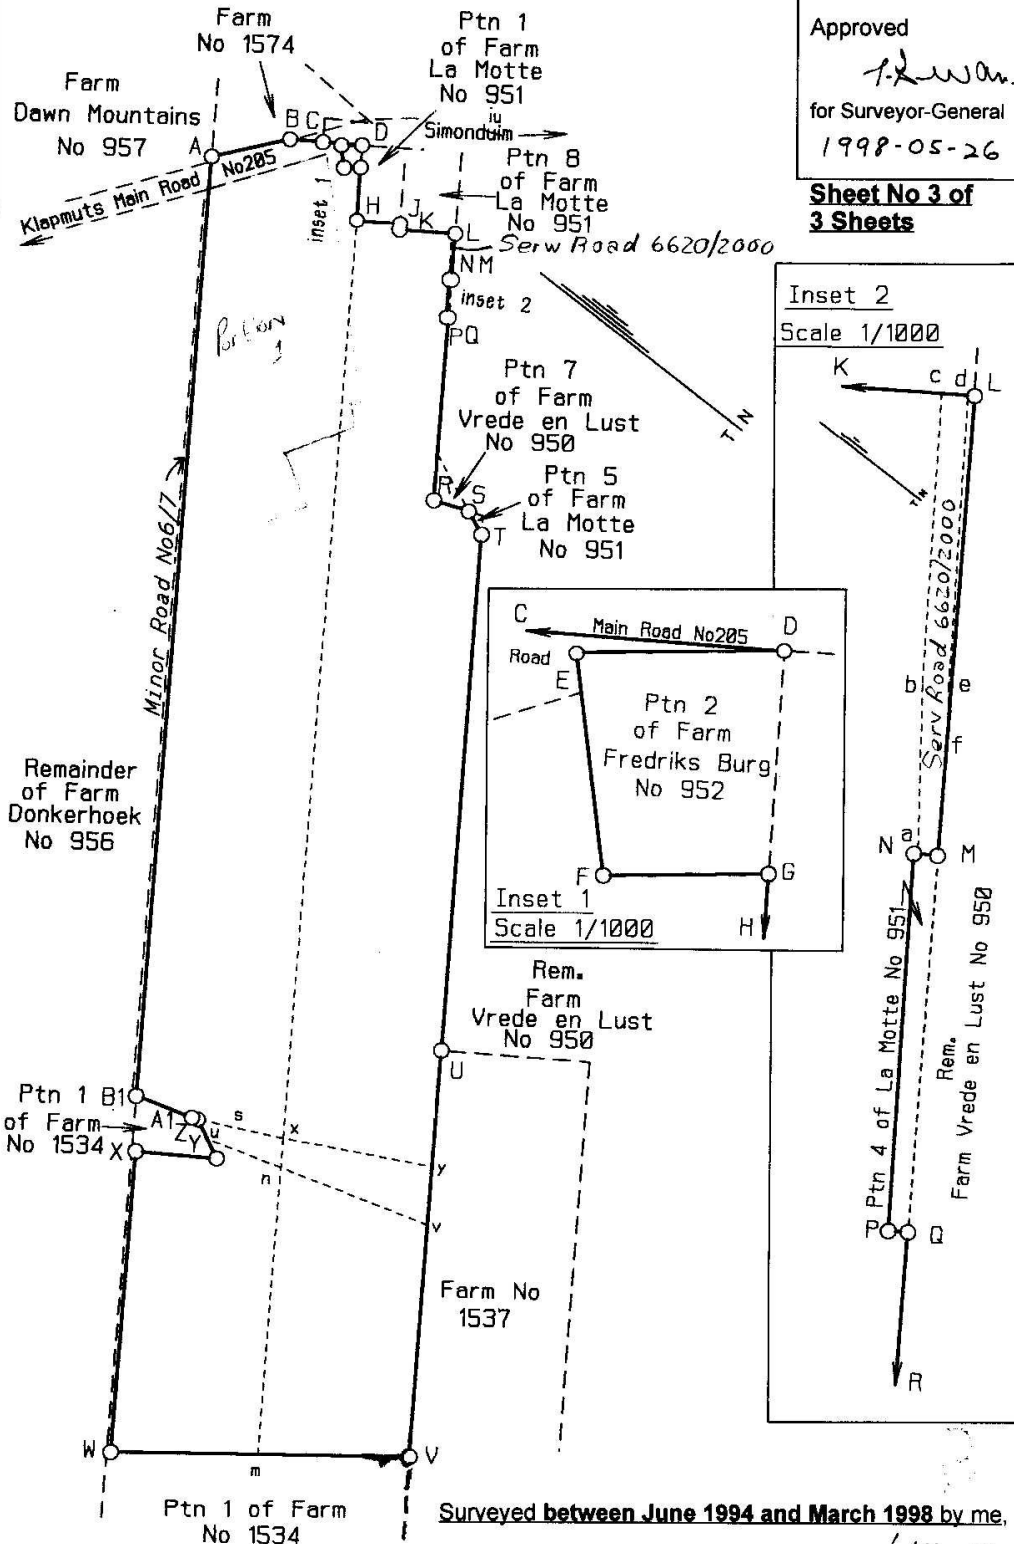 Farm
No 1574
Ptn 1
of Farm
La Motte
No 951
iu
Simonduim
Farm
Dawn Mountains
No 957
A
B
C
D
Klapmuts Main Road No205
inset 1
H
J
K
L
Ptn 8
of Farm
La Motte
No 951
Serw Road 6620/2000
N M
inset 2
P Q
Portion
1
T N
Ptn 7
of Farm
Vrede en Lust
No 950
R
S
T
Ptn 5
of Farm
La Motte
No 951
Minor Road No6/7
Remainder
of Farm
Donkerhoek
No 956
Approved
for Surveyor-General
1998-05-26
Sheet No 3 of
3 Sheets
Inset 2
Scale 1/1000
K
c
d
L
T N
Serv Road 6620/2000
b
e
f
N
a
M
Ptn 4 of La Motte No 951
Rem.
Farm Vrede en Lust No 950
P
Q
R
C
Main Road No205
D
Road
E
Ptn 2
of Farm
Fredriks Burg
No 952
F
G
H
Inset 1
Scale 1/1000
Rem.
Farm
Vrede en Lust
No 950
U
Ptn 1
of Farm
No 1534
B1
A1
Z
Y
X
s
u
x
y
n
v
Farm No
1537
W
m
V
Ptn 1 of Farm
No 1534
Surveyed between June 1994 and March 1998 by me,